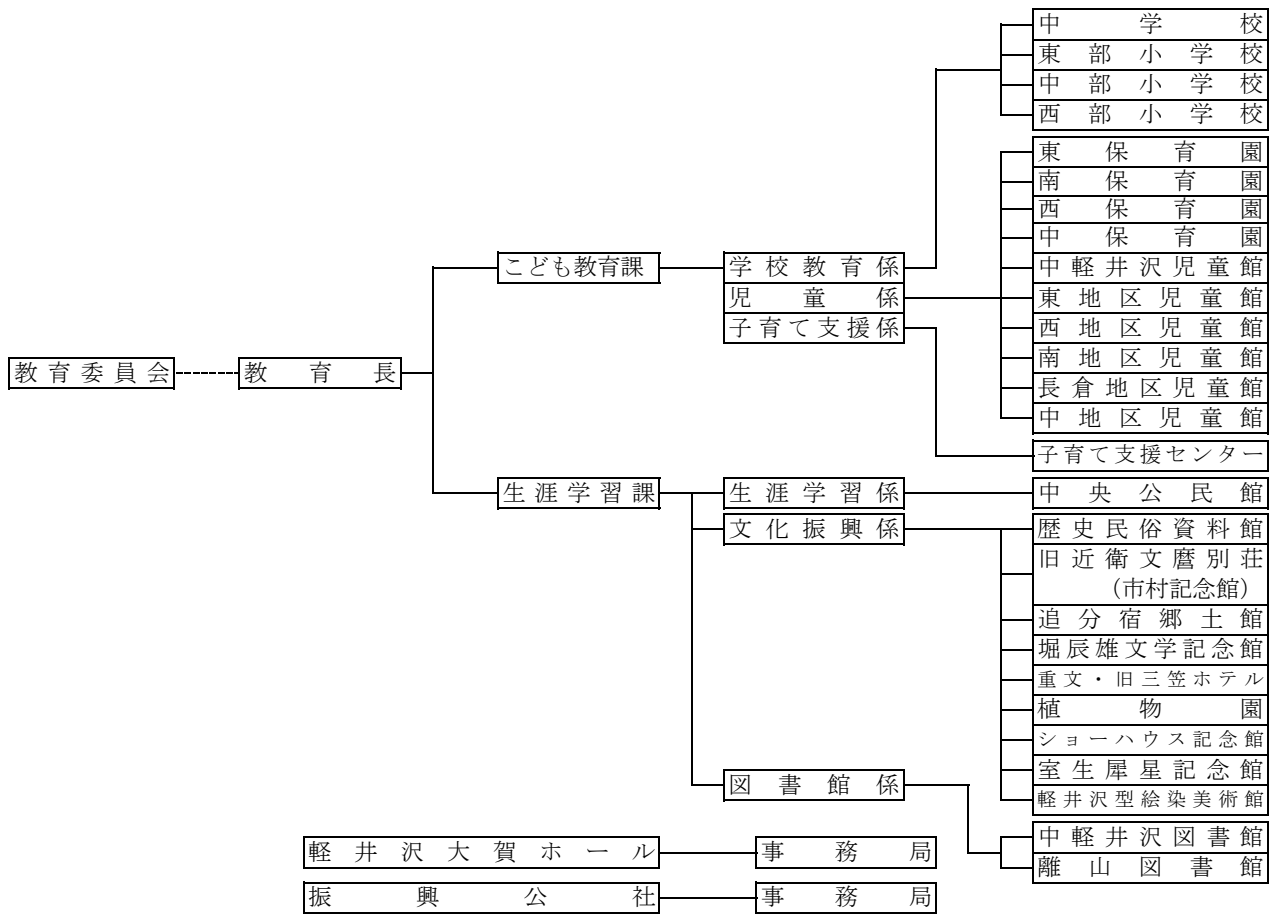 中学校
東部小学校
中部小学校
西部小学校
東保育園
南保育園
西保育園
中保育園
こども教育課
学校教育係
中軽井沢児童館
児童係
東地区児童館
子育て支援係
西地区児童館
教育委員会
教育長
南地区児童館
長倉地区児童館
中地区児童館
子育て支援センター
生涯学習課
生涯学習係
中央公民館
文化振興係
歴史民俗資料館
旧近衛文麿別荘
（市村記念館）
追分宿郷土館
堀辰雄文学記念館
重文・旧三笠ホテル
植物園
ショーハウス記念館
室生犀星記念館
図書館係
軽井沢型絵染美術館
中軽井沢図書館
軽井沢大賀ホール
事務局
離山図書館
振興公社
事務局